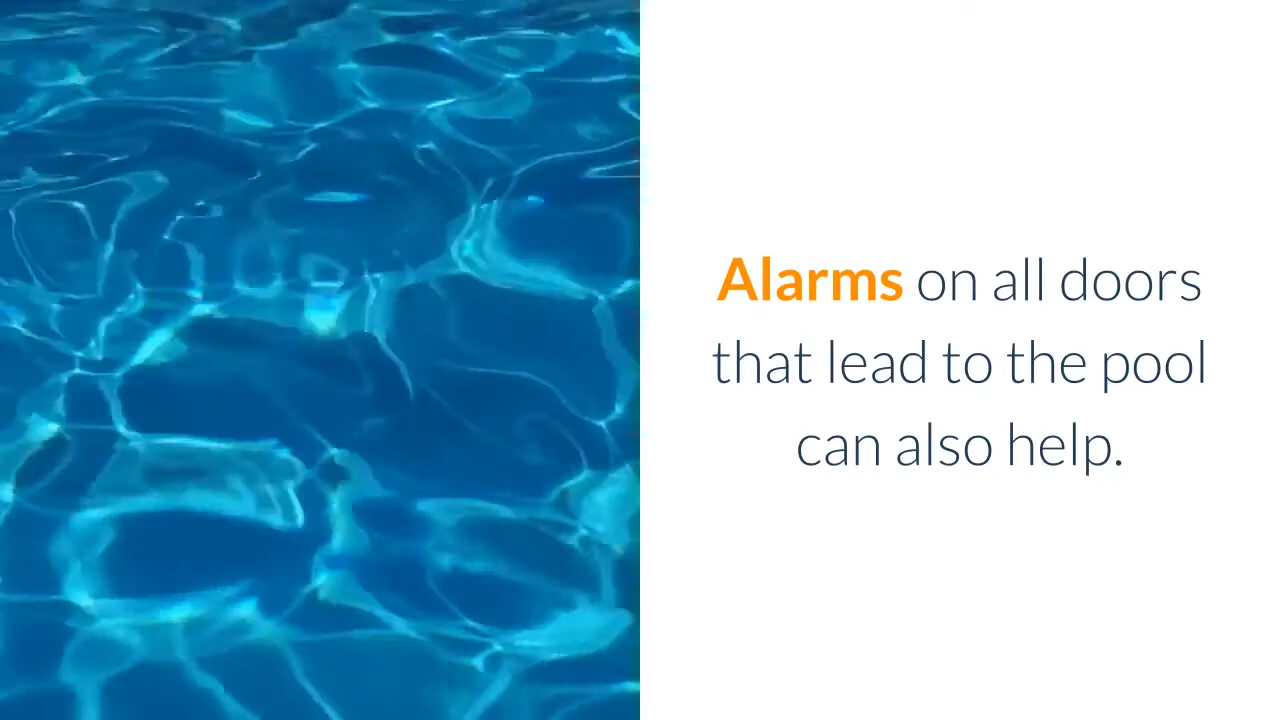 Alarms on all doors
that lead to the pool
can also help.